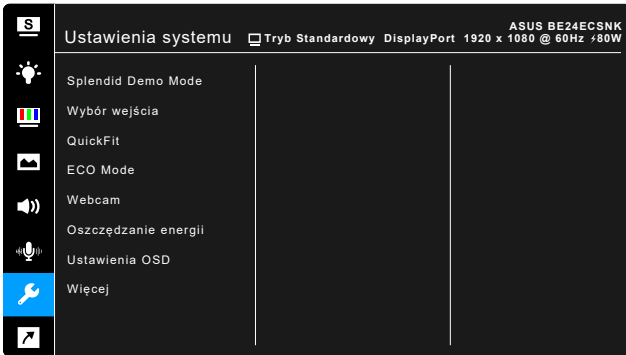 S
ASUS BE24ECSNK
Ustawienia systemu Tryb Standardowy DisplayPort 1920 x 1080 @ 60Hz ⚡80W
Splendid Demo Mode
Wybór wejścia
QuickFit
ECO Mode
Webcam
Oszczędzanie energii
Ustawienia OSD
Więcej